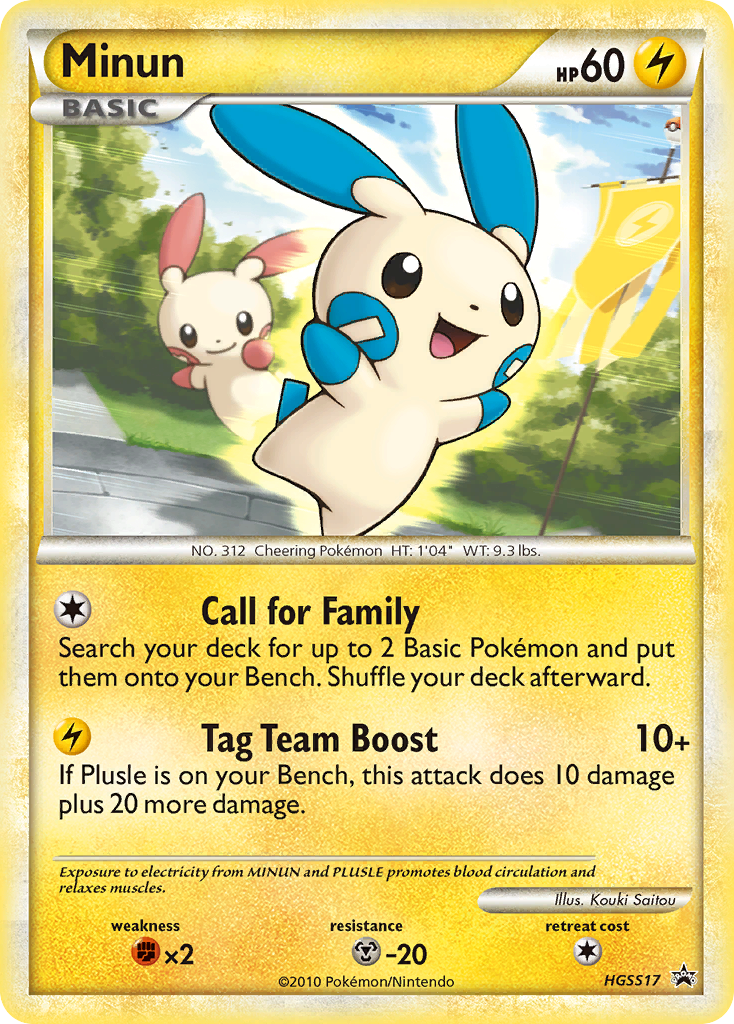 Minun
HP60
BASIC
NO. 312 Cheering Pokémon HT: 1'04" WT: 9.3 lbs.
Call for Family
Search your deck for up to 2 Basic Pokémon and put
them onto your Bench. Shuffle your deck afterward.
Tag Team Boost 10+
If Plusle is on your Bench, this attack does 10 damage
plus 20 more damage.
Exposure to electricity from MINUN and PLUSLE promotes blood circulation and
relaxes muscles.
Illus. Kouki Saitou
weakness resistance retreat cost
×2 -20
©2010 Pokémon/Nintendo HGSS17 PROMO